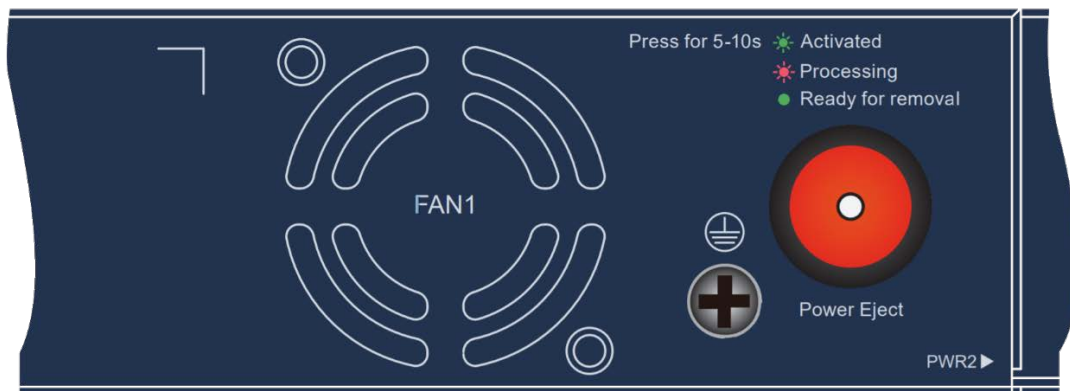 Press for 5-10s Activated
Processing
Ready for removal
FAN1
Power Eject
PWR2